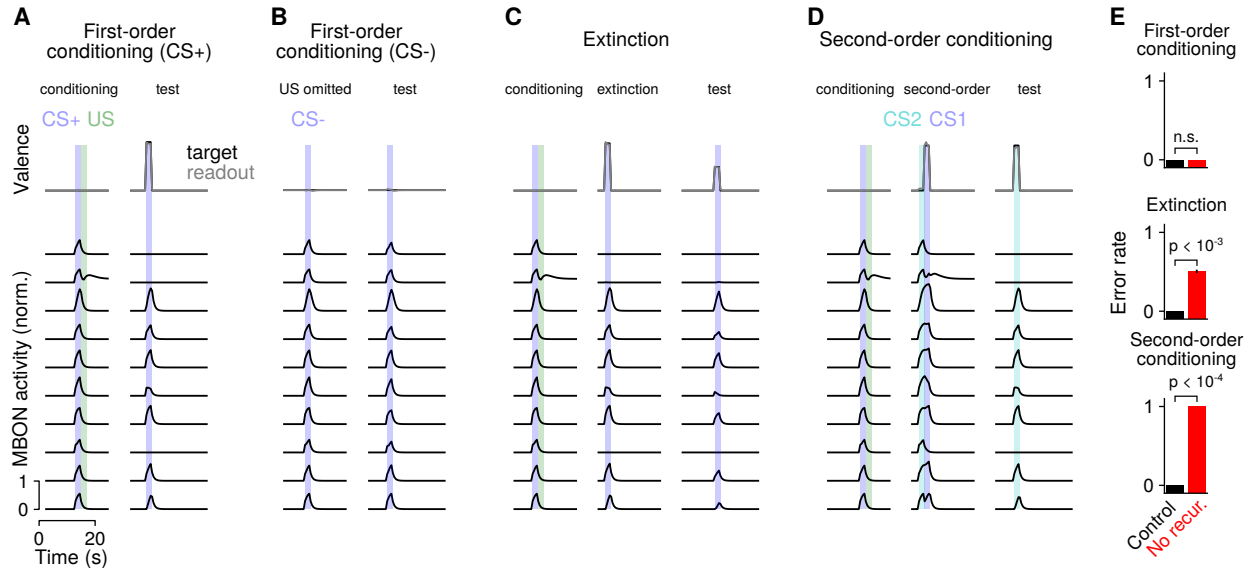 A
First-order
conditioning (CS+)
conditioning
test
CS+ US
Valence
target
readout
MBON activity (norm.)
1
0
0
20
Time (s)
B
First-order
conditioning (CS-)
US omitted
test
CS-
C
Extinction
conditioning
extinction
test
D
Second-order conditioning
conditioning
second-order
test
CS2 CS1
E
First-order
conditioning
1
n.s.
0
Extinction
1
p < 10-3
0
Error rate
Second-order
conditioning
p < 10-4
1
0
Control
No recur.